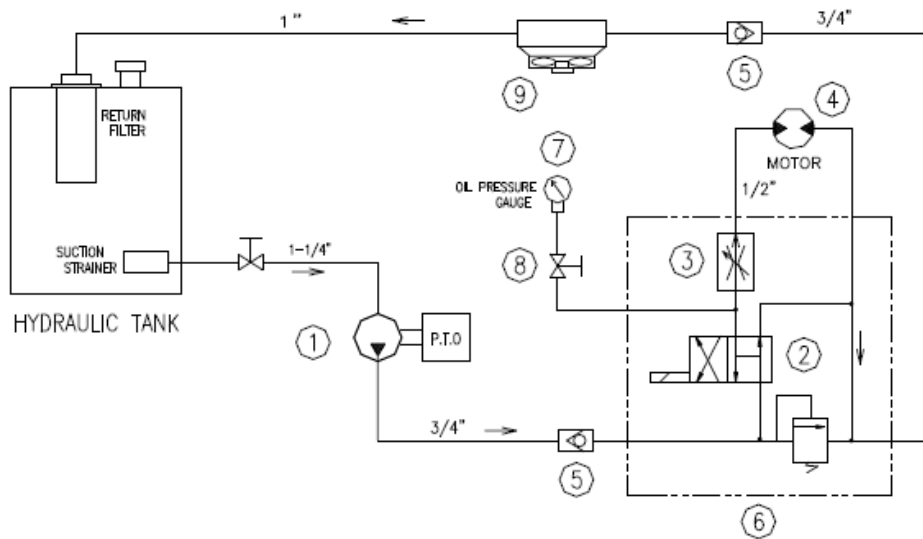 1"
3/4"
9
5
4
RETURN
FILTER
7
MOTOR
OIL PRESSURE
GAUGE
1/2"
SUCTION
STRAINER
1-1/4"
8
3
HYDRAULIC TANK
1
P.T.O
2
3/4"
5
6